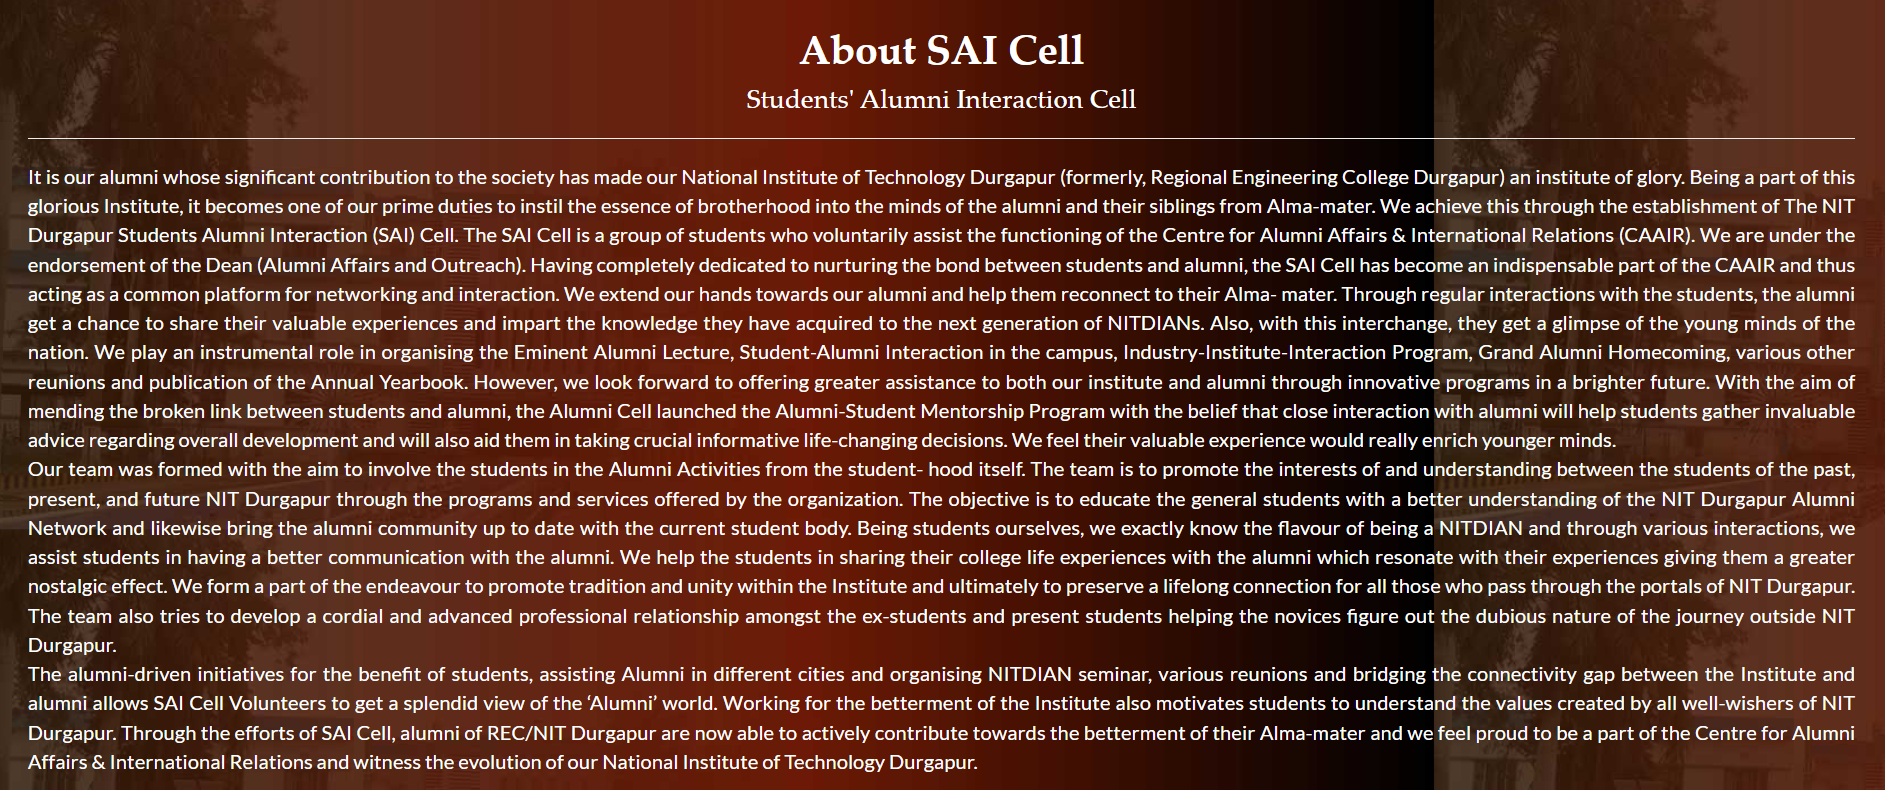 About SAI Cell
Students' Alumni Interaction Cell
It is our alumni whose significant contribution to the society has made our National Institute of Technology Durgapur (formerly, Regional Engineering College Durgapur) an institute of glory. Being a part of this
glorious Institute, it becomes one of our prime duties to instil the essence of brotherhood into the minds of the alumni and their siblings from Alma-mater. We achieve this through the establishment of The NIT
Durgapur Students Alumni Interaction (SAI) Cell. The SAI Cell is a group of students who voluntarily assist the functioning of the Centre for Alumni Affairs & International Relations (CAAIR). We are under the
endorsement of the Dean (Alumni Affairs and Outreach). Having completely dedicated to nurturing the bond between students and alumni, the SAI Cell has become an indispensable part of the CAAIR and thus
acting as a common platform for networking and interaction. We extend our hands towards our alumni and help them reconnect to their Alma- mater. Through regular interactions with the students, the alumni
get a chance to share their valuable experiences and impart the knowledge they have acquired to the next generation of NITDIANs. Also, with this interchange, they get a glimpse of the young minds of the
nation. We play an instrumental role in organising the Eminent Alumni Lecture, Student-Alumni Interaction in the campus, Industry-Institute-Interaction Program, Grand Alumni Homecoming, various other
reunions and publication of the Annual Yearbook. However, we look forward to offering greater assistance to both our institute and alumni through innovative programs in a brighter future. With the aim of
mending the broken link between students and alumni, the Alumni Cell launched the Alumni-Student Mentorship Program with the belief that close interaction with alumni will help students gather invaluable
advice regarding overall development and will also aid them in taking crucial informative life-changing decisions. We feel their valuable experience would really enrich younger minds.
Our team was formed with the aim to involve the students in the Alumni Activities from the student- hood itself. The team is to promote the interests of and understanding between the students of the past,
present, and future NIT Durgapur through the programs and services offered by the organization. The objective is to educate the general students with a better understanding of the NIT Durgapur Alumni
Network and likewise bring the alumni community up to date with the current student body. Being students ourselves, we exactly know the flavour of being a NITDIAN and through various interactions, we
assist students in having a better communication with the alumni. We help the students in sharing their college life experiences with the alumni which resonate with their experiences giving them a greater
nostalgic effect. We form a part of the endeavour to promote tradition and unity within the Institute and ultimately to preserve a lifelong connection for all those who pass through the portals of NIT Durgapur.
The team also tries to develop a cordial and advanced professional relationship amongst the ex-students and present students helping the novices figure out the dubious nature of the journey outside NIT
Durgapur.
The alumni-driven initiatives for the benefit of students, assisting Alumni in different cities and organising NITDIAN seminar, various reunions and bridging the connectivity gap between the Institute and
alumni allows SAI Cell Volunteers to get a splendid view of the ‘Alumni’ world. Working for the betterment of the Institute also motivates students to understand the values created by all well-wishers of NIT
Durgapur. Through the efforts of SAI Cell, alumni of REC/NIT Durgapur are now able to actively contribute towards the betterment of their Alma-mater and we feel proud to be a part of the Centre for Alumni
Affairs & International Relations and witness the evolution of our National Institute of Technology Durgapur.